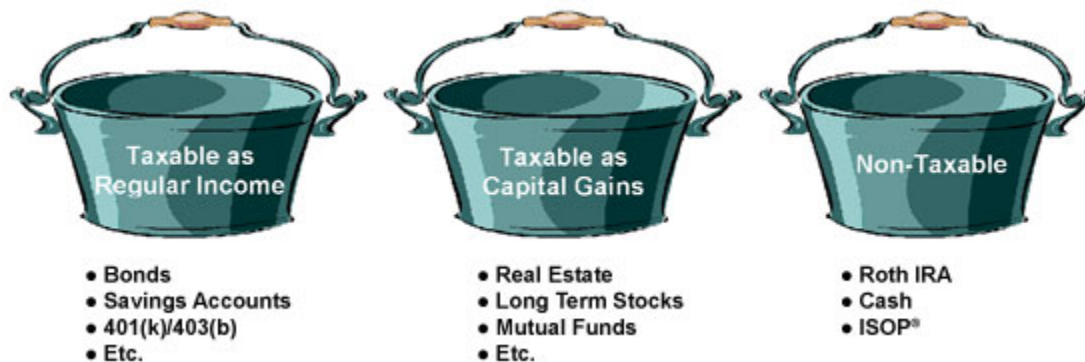 Taxable as
Regular Income
• Bonds
• Savings Accounts
• 401(k)/403(b)
• Etc.
Taxable as
Capital Gains
• Real Estate
• Long Term Stocks
• Mutual Funds
• Etc.
Non-Taxable
• Roth IRA
• Cash
• ISOP®